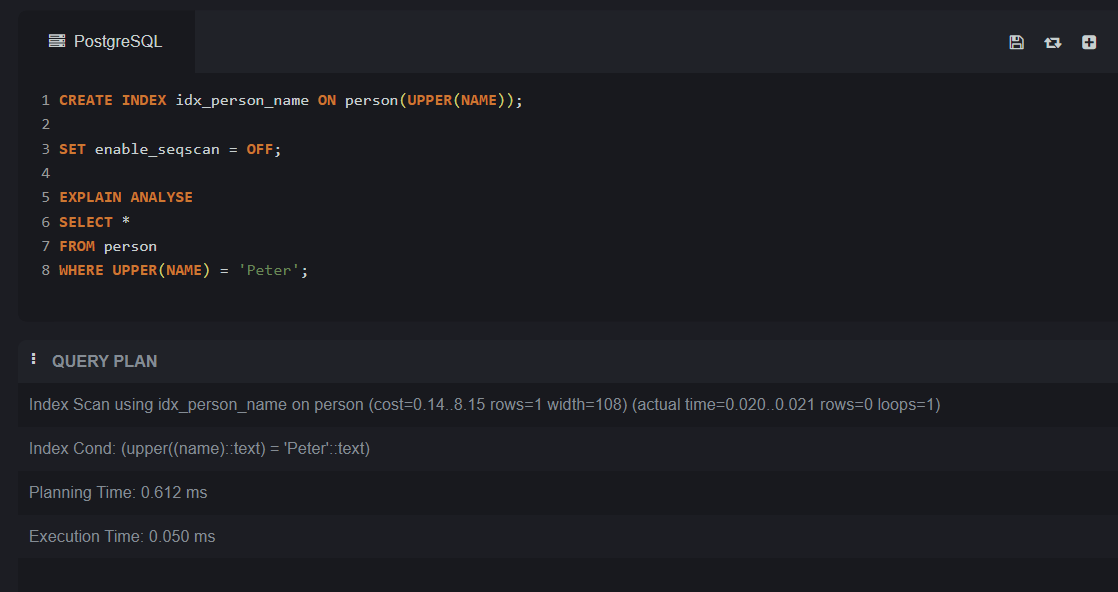 PostgreSQL
1 CREATE INDEX idx_person_name ON person(UPPER(NAME));
2
3 SET enable_seqscan = OFF;
4
5 EXPLAIN ANALYSE
6 SELECT *
7 FROM person
8 WHERE UPPER(NAME) = 'Peter';
QUERY PLAN
Index Scan using idx_person_name on person (cost=0.14..8.15 rows=1 width=108) (actual time=0.020..0.021 rows=0 loops=1)
Index Cond: (upper((name)::text) = 'Peter'::text)
Planning Time: 0.612 ms
Execution Time: 0.050 ms